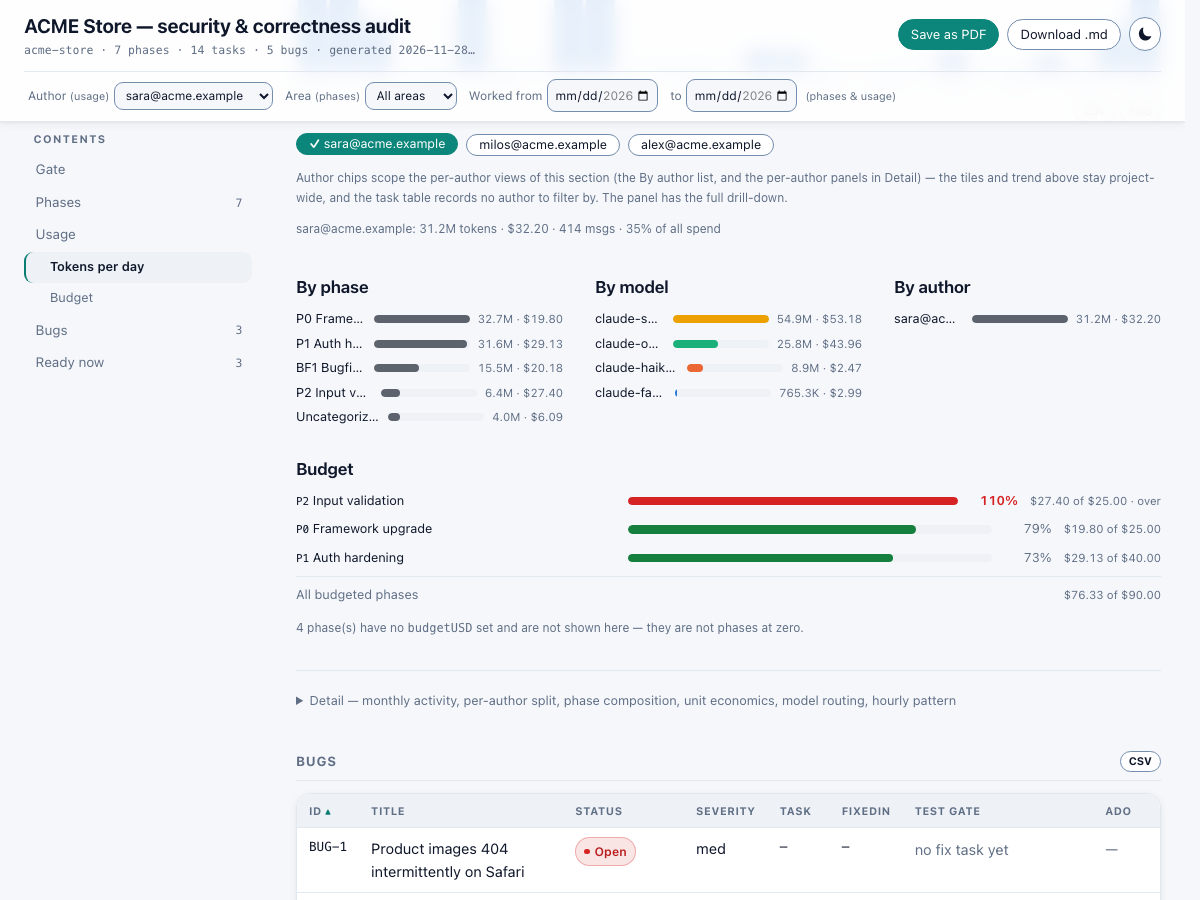 ACME Store — security & correctness audit
acme-store · 7 phases · 14 tasks · 5 bugs · generated 2026-11-28…
Save as PDF
Download .md
Author (usage) sara@acme.example Area (phases) All areas Worked from mm/dd/2026 to mm/dd/2026 (phases & usage)
CONTENTS
Gate
Phases 7
Usage
Tokens per day
Budget
Bugs 3
Ready now 3
✓ sara@acme.example milos@acme.example alex@acme.example
Author chips scope the per-author views of this section (the By author list, and the per-author panels in Detail) — the tiles and trend above stay project-
wide, and the task table records no author to filter by. The panel has the full drill-down.
sara@acme.example: 31.2M tokens · $32.20 · 414 msgs · 35% of all spend
By phase
P0 Frame… 32.7M · $19.80
P1 Auth h… 31.6M · $29.13
BF1 Bugfi… 15.5M · $20.18
P2 Input v… 6.4M · $27.40
Uncategoriz… 4.0M · $6.09
By model
claude-s… 54.9M · $53.18
claude-o… 25.8M · $43.96
claude-haik… 8.9M · $2.47
claude-fa… 765.3K · $2.99
By author
sara@ac… 31.2M · $32.20
Budget
P2 Input validation 110% $27.40 of $25.00 · over
P0 Framework upgrade 79% $19.80 of $25.00
P1 Auth hardening 73% $29.13 of $40.00
All budgeted phases $76.33 of $90.00
4 phase(s) have no budgetUSD set and are not shown here — they are not phases at zero.
▶ Detail — monthly activity, per-author split, phase composition, unit economics, model routing, hourly pattern
BUGS
CSV
ID ▲ TITLE STATUS SEVERITY TASK FIXEDIN TEST GATE ADO
BUG-1 Product images 404 Open med – – no fix task yet —
intermittently on Safari